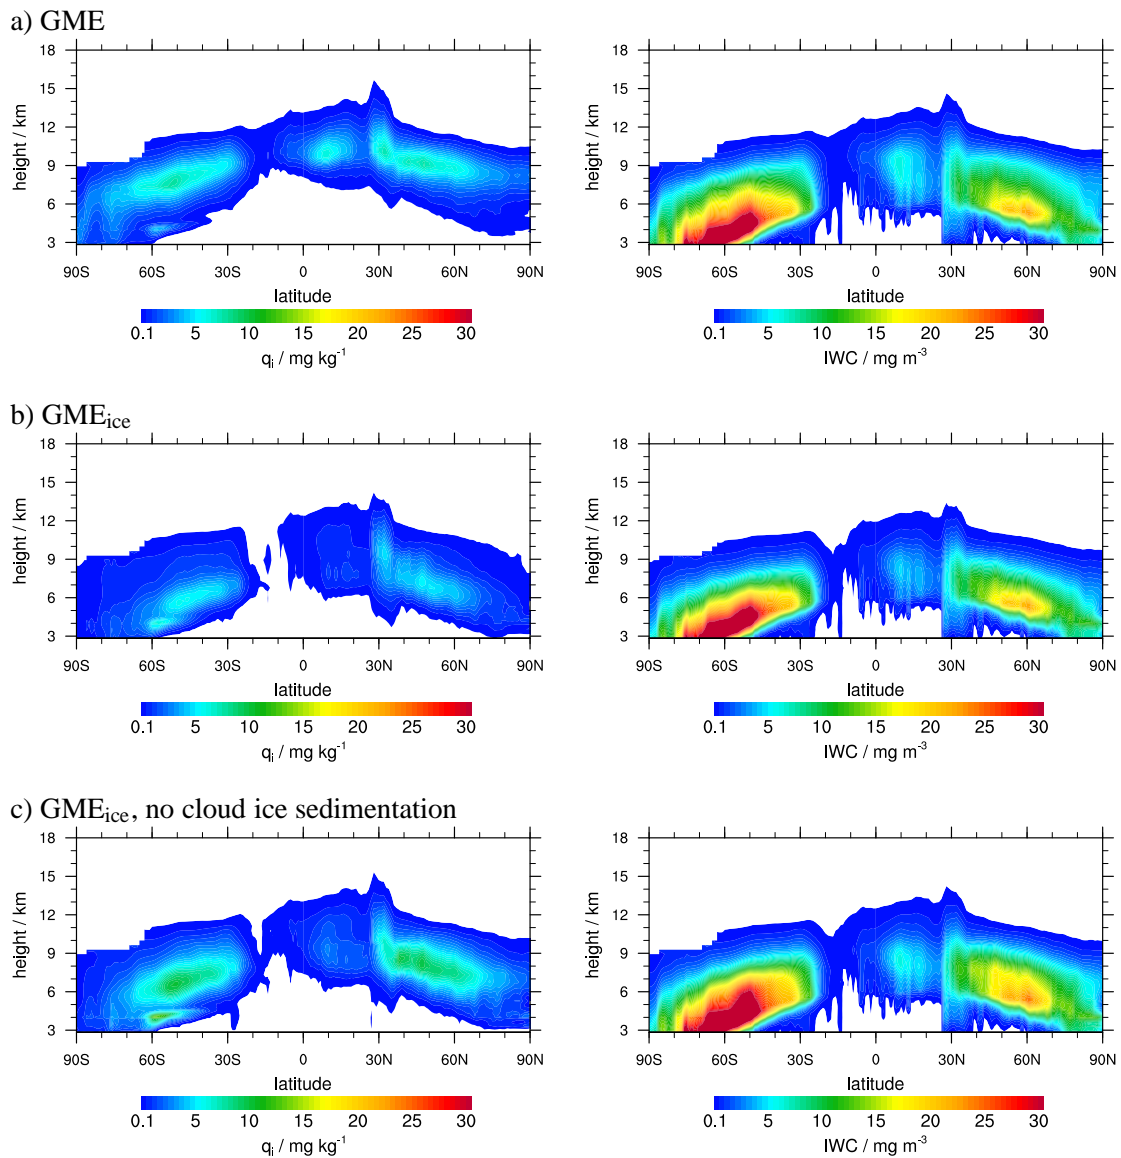 a) GME
18
15
12
9
6
3
height / km
90S 60S 30S 0 30N 60N 90N
latitude
0.1 5 10 15 20 25 30
qi / mg kg-1
18
15
12
9
6
3
height / km
90S 60S 30S 0 30N 60N 90N
latitude
0.1 5 10 15 20 25 30
IWC / mg m-3
b) GMEice
18
15
12
9
6
3
height / km
90S 60S 30S 0 30N 60N 90N
latitude
0.1 5 10 15 20 25 30
qi / mg kg-1
18
15
12
9
6
3
height / km
90S 60S 30S 0 30N 60N 90N
latitude
0.1 5 10 15 20 25 30
IWC / mg m-3
c) GMEice, no cloud ice sedimentation
18
15
12
9
6
3
height / km
90S 60S 30S 0 30N 60N 90N
latitude
0.1 5 10 15 20 25 30
qi / mg kg-1
18
15
12
9
6
3
height / km
90S 60S 30S 0 30N 60N 90N
latitude
0.1 5 10 15 20 25 30
IWC / mg m-3